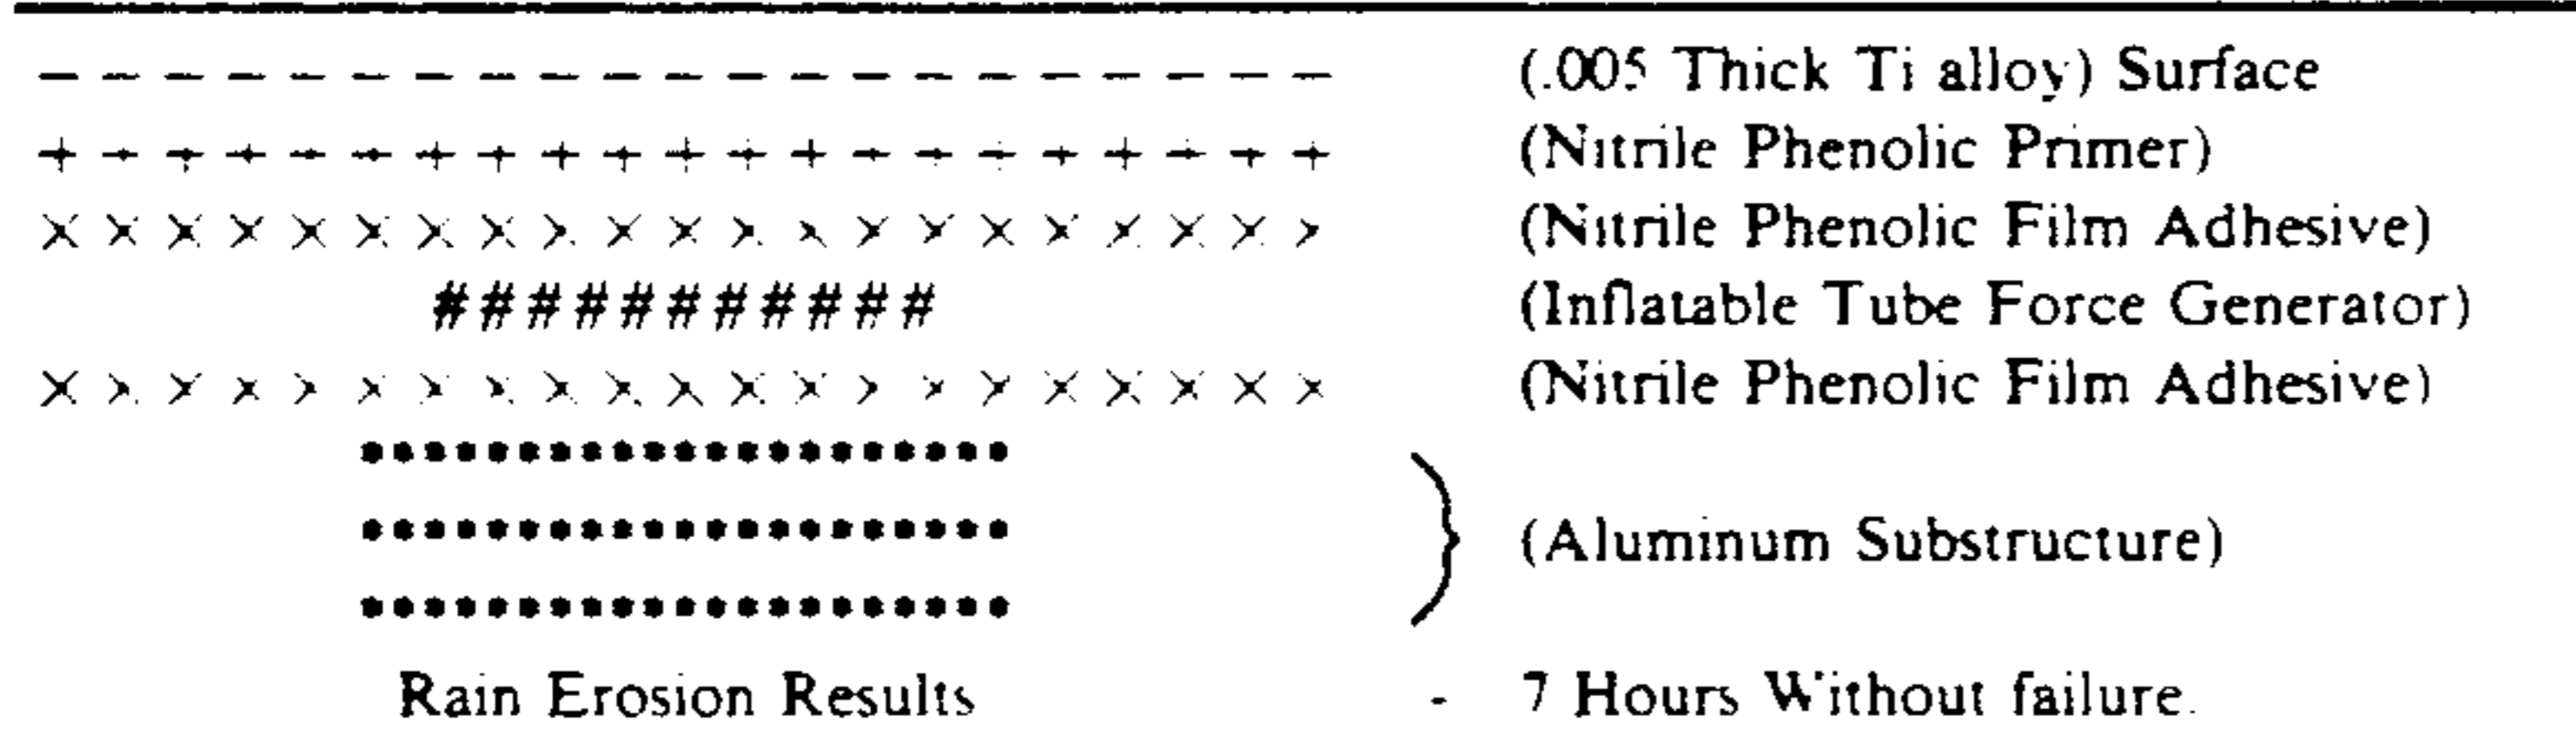 — — — — — — — — — — — — — — — — — — — — — (.005 Thick Ti alloy) Surface
+ + + + + + + + + + + + + + + + + + + + + (Nitrile Phenolic Primer)
× × × × × × × × × × × × × × × × × × × × × (Nitrile Phenolic Film Adhesive)
# # # # # # # # # # # (Inflatable Tube Force Generator)
× × × × × × × × × × × × × × × × × × × × × (Nitrile Phenolic Film Adhesive)
•••••••••••••••••••••
••••••••••••••••••••• } (Aluminum Substructure)
•••••••••••••••••••••
Rain Erosion Results - 7 Hours Without failure.